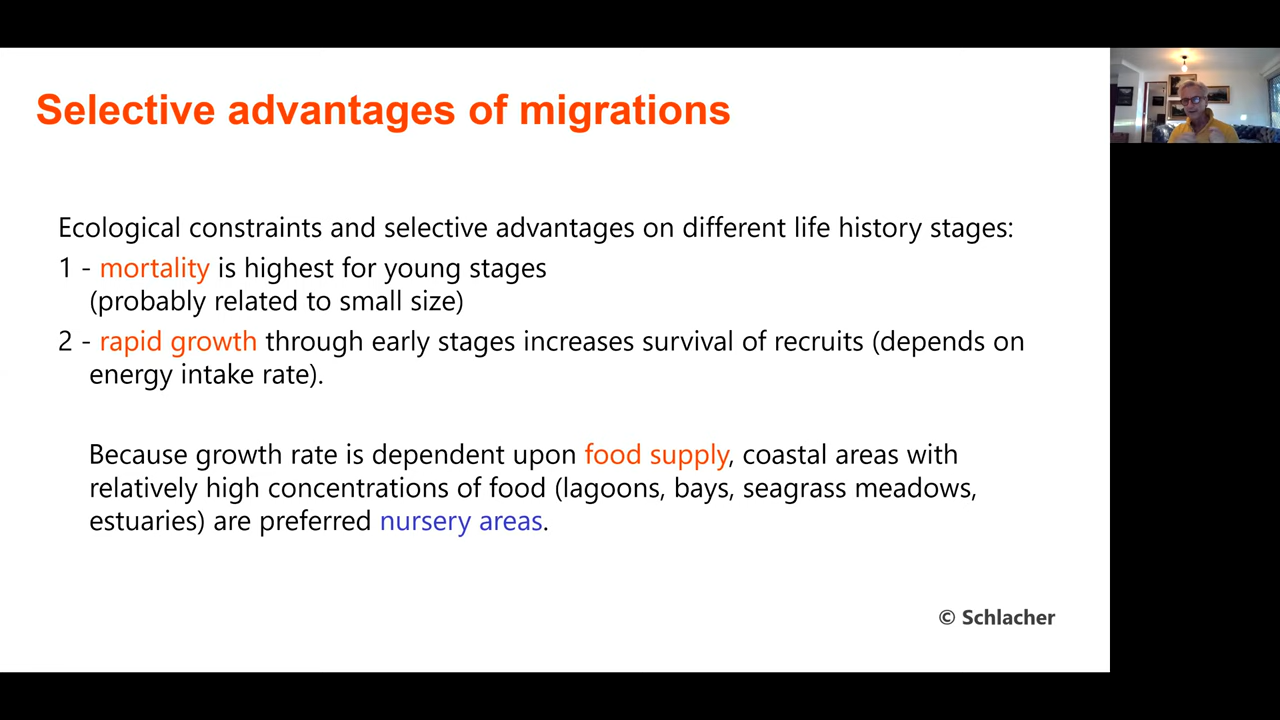 Selective advantages of migrations
Ecological constraints and selective advantages on different life history stages:
1 - mortality is highest for young stages
(probably related to small size)
2 - rapid growth through early stages increases survival of recruits (depends on
energy intake rate).
Because growth rate is dependent upon food supply, coastal areas with
relatively high concentrations of food (lagoons, bays, seagrass meadows,
estuaries) are preferred nursery areas.
© Schlacher